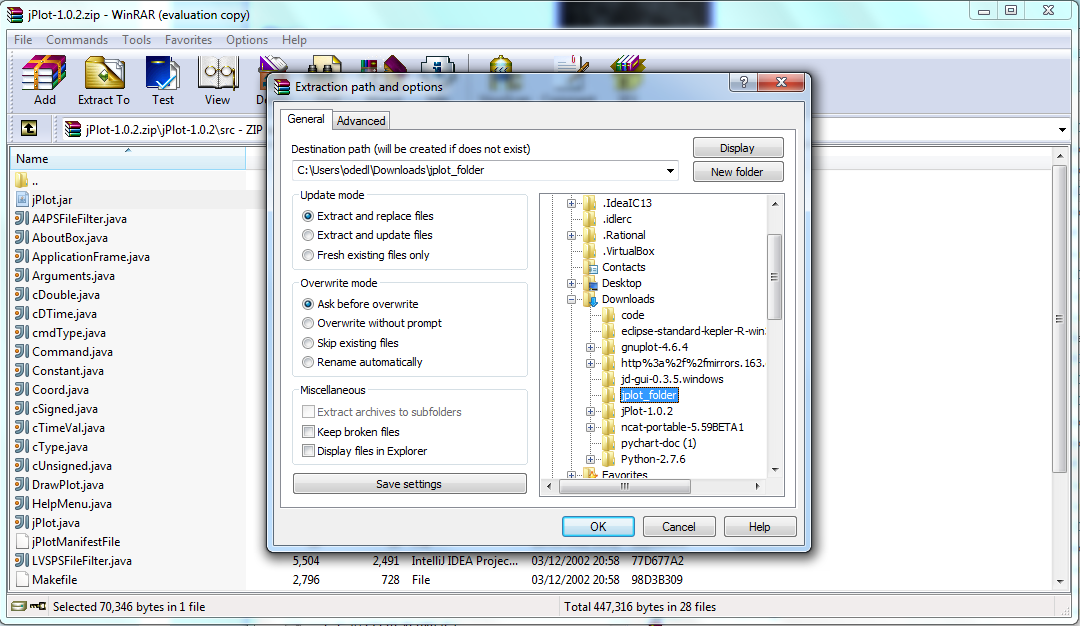 jPlot-1.0.2.zip - WinRAR (evaluation copy)
File Commands Tools Favorites Options Help
Add Extract To Test View
jPlot-1.0.2.zip\jPlot-1.0.2\src - ZIP
Name
..
jPlot.jar
A4PSFileFilter.java
AboutBox.java
ApplicationFrame.java
Arguments.java
cDouble.java
cDTime.java
cmdType.java
Command.java
Constant.java
Coord.java
cSigned.java
cTimeVal.java
cType.java
cUnsigned.java
DrawPlot.java
HelpMenu.java
jPlot.java
jPlotManifestFile
LVSPSFileFilter.java 5,504 2,491 IntelliJ IDEA Projec... 03/12/2002 20:58 77D677A2
Makefile 2,796 728 File 03/12/2002 20:58 98D3B309
Selected 70,346 bytes in 1 file
Total 447,316 bytes in 28 files
Extraction path and options
?
General Advanced
Destination path (will be created if does not exist)
C:\Users\odedl\Downloads\jplot_folder
Display
New folder
Update mode
Extract and replace files
Extract and update files
Fresh existing files only
Overwrite mode
Ask before overwrite
Overwrite without prompt
Skip existing files
Rename automatically
Miscellaneous
Extract archives to subfolders
Keep broken files
Display files in Explorer
Save settings
.IdeaIC13
.idlerc
.Rational
.VirtualBox
Contacts
Desktop
Downloads
code
eclipse-standard-kepler-R-win.
gnuplot-4.6.4
http%3a%2f%2fmirrors.163.
jd-gui-0.3.5.windows
jplot_folder
jPlot-1.0.2
ncat-portable-5.59BETA1
pychart-doc (1)
Python-2.7.6
Favorites
OK Cancel Help